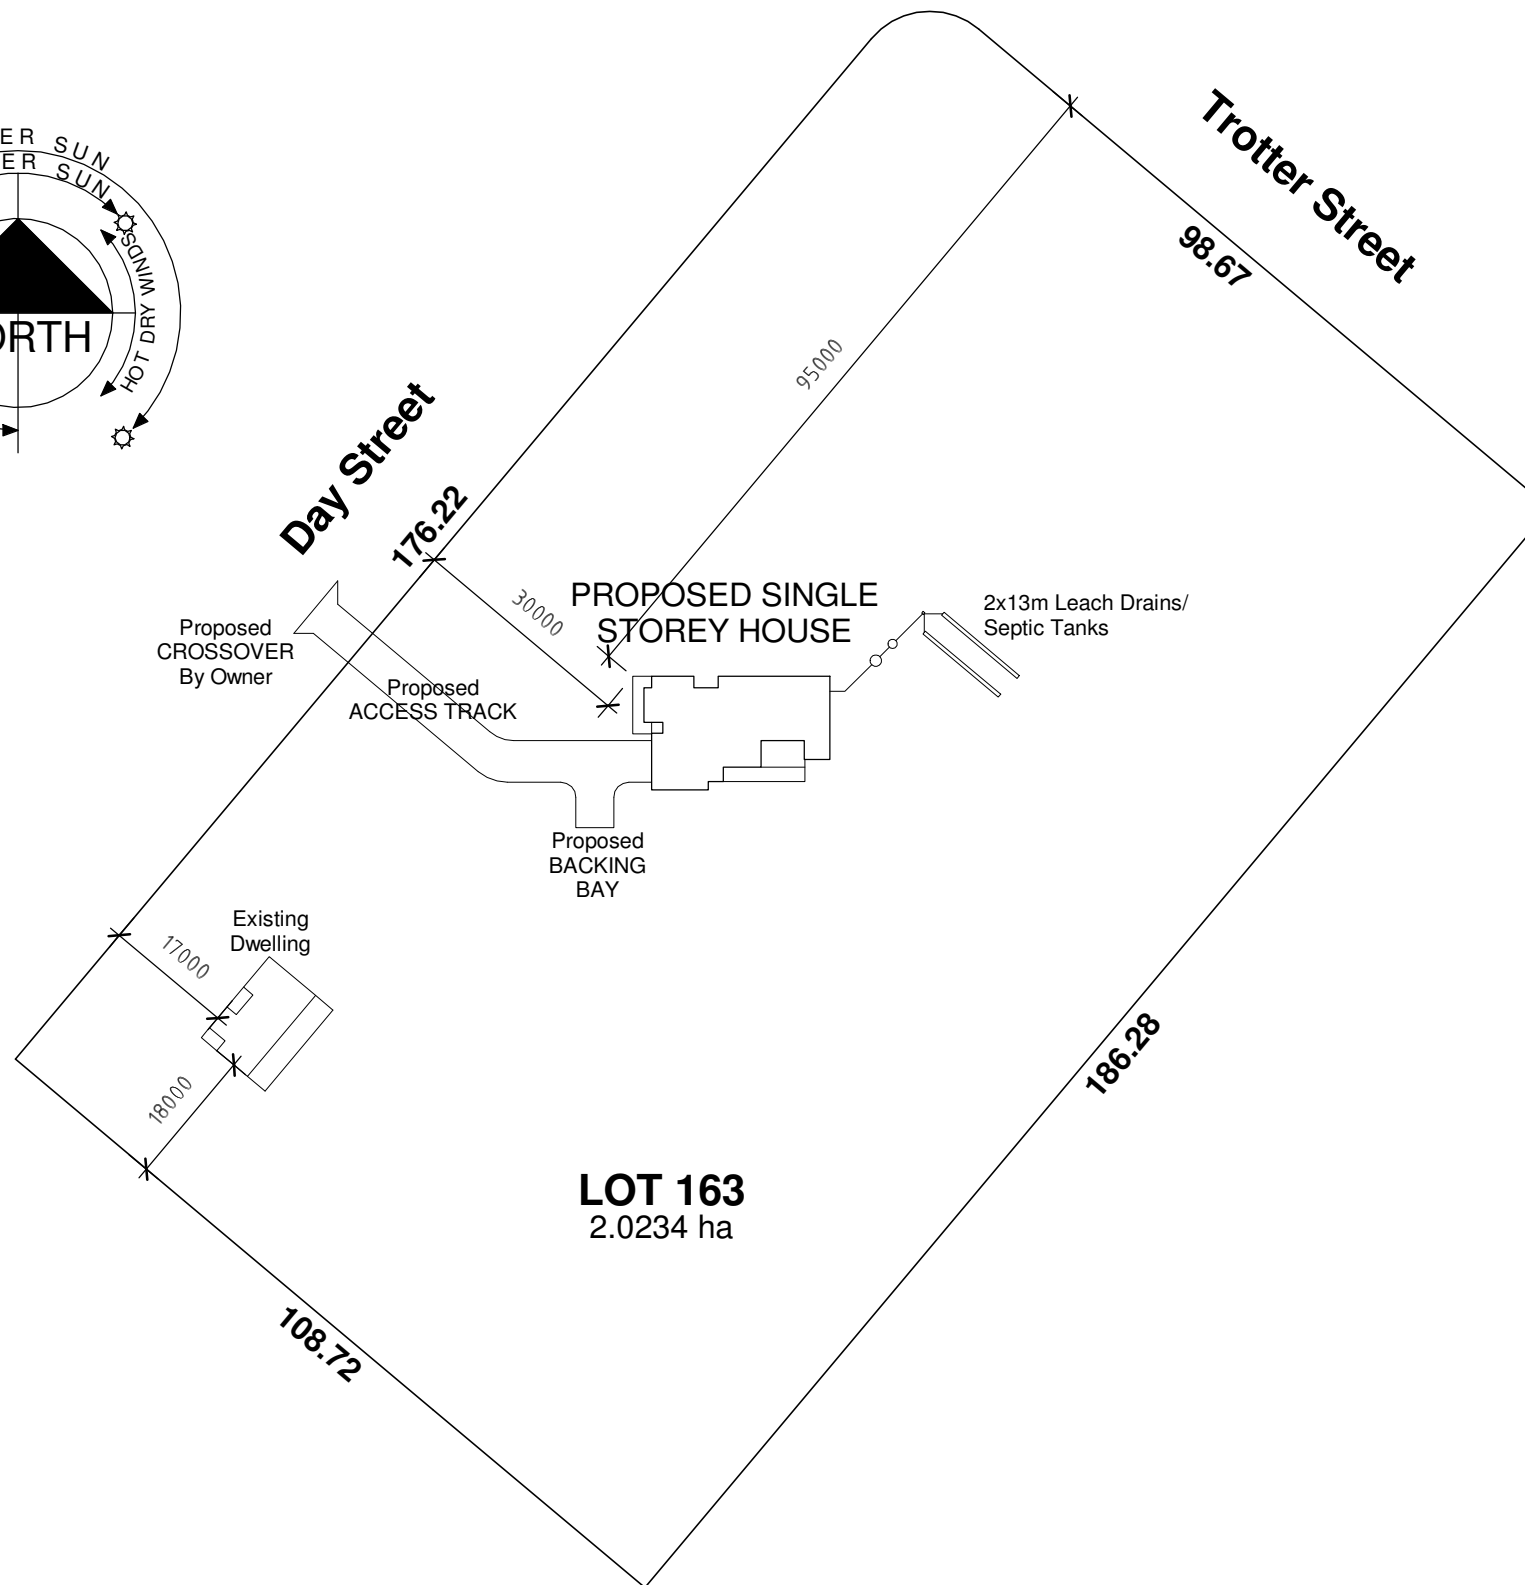 SUN
SUN
HOT DRY WINDS
Trotter Street
98.67
95000
Day Street
176.22
30000
PROPOSED SINGLE
STOREY HOUSE
2x13m Leach Drains/
Septic Tanks
Proposed
CROSSOVER
By Owner
Proposed
ACCESS TRACK
Proposed
BACKING
BAY
Existing
Dwelling
17000
18000
186.28
LOT 163
2.0234 ha
108.72